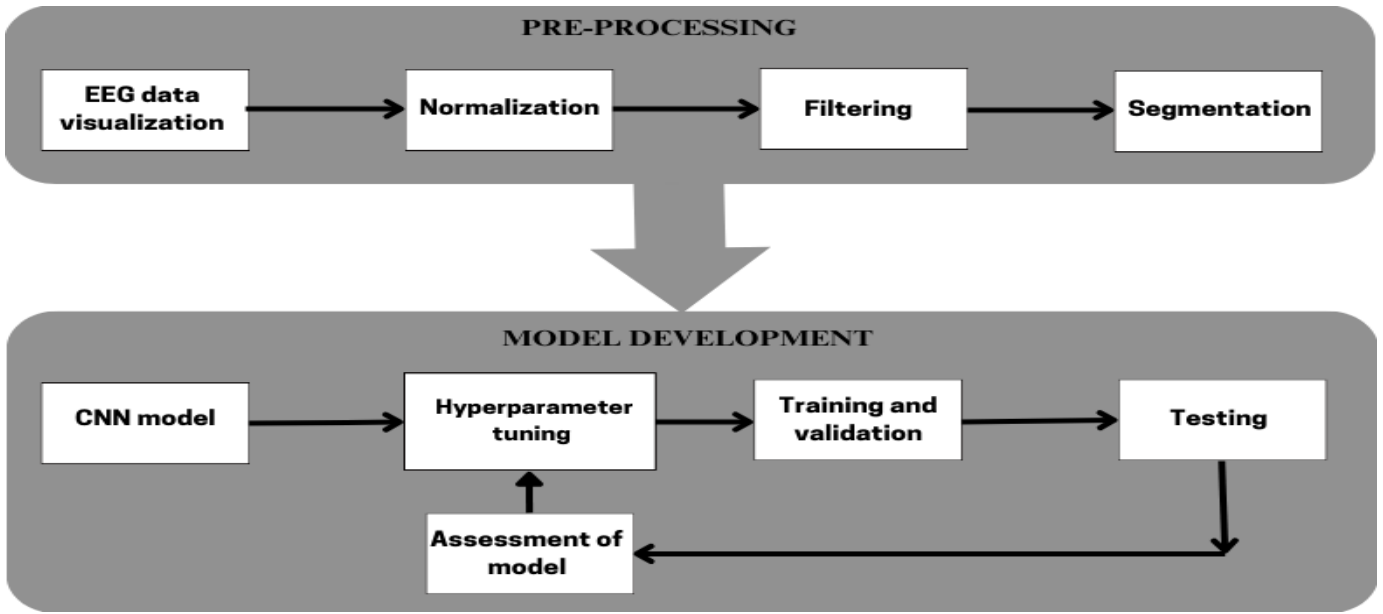 PRE-PROCESSING
EEG data
visualization
Normalization
Filtering
Segmentation
MODEL DEVELOPMENT
CNN model
Hyperparameter
tuning
Training and
validation
Testing
Assessment of
model